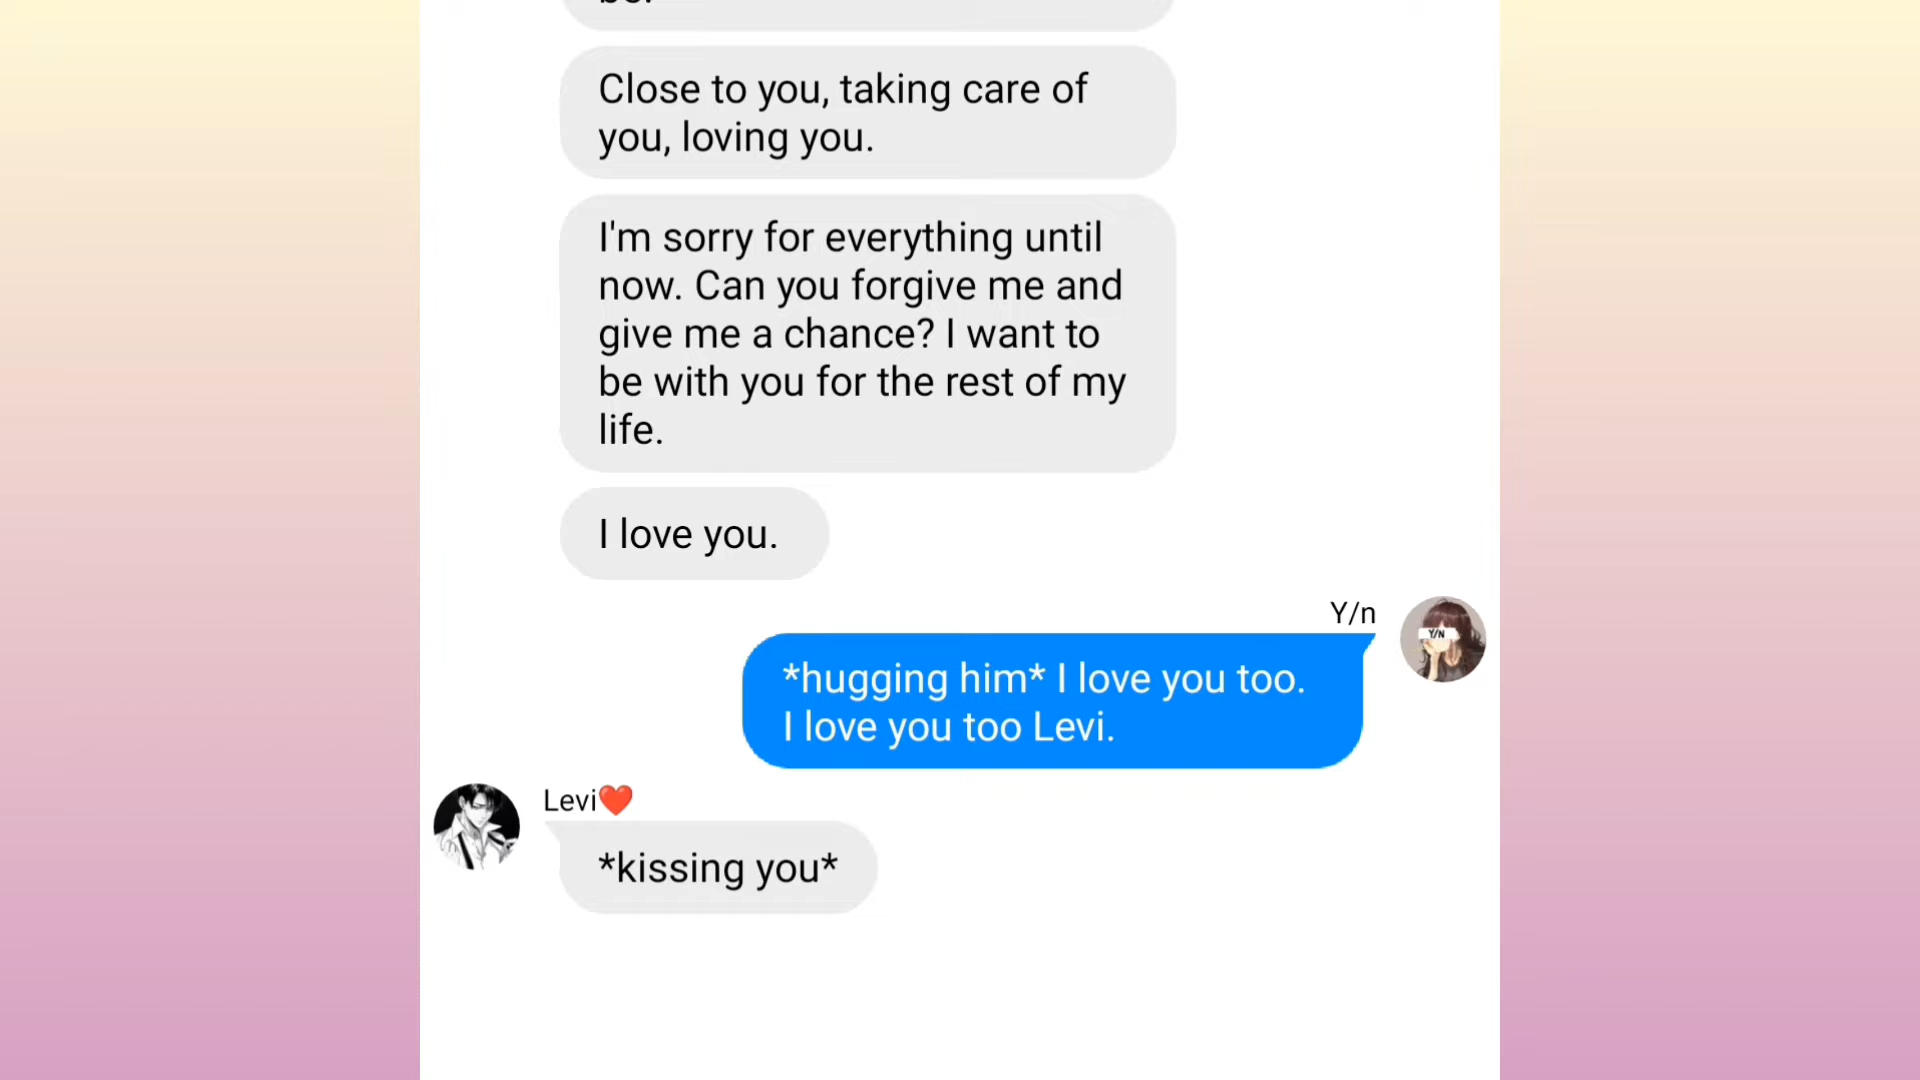 Close to you, taking care of
you, loving you.
I'm sorry for everything until
now. Can you forgive me and
give me a chance? I want to
be with you for the rest of my
life.
I love you.
Y/n
Y/N
*hugging him* I love you too.
I love you too Levi.
Levi❤️
*kissing you*